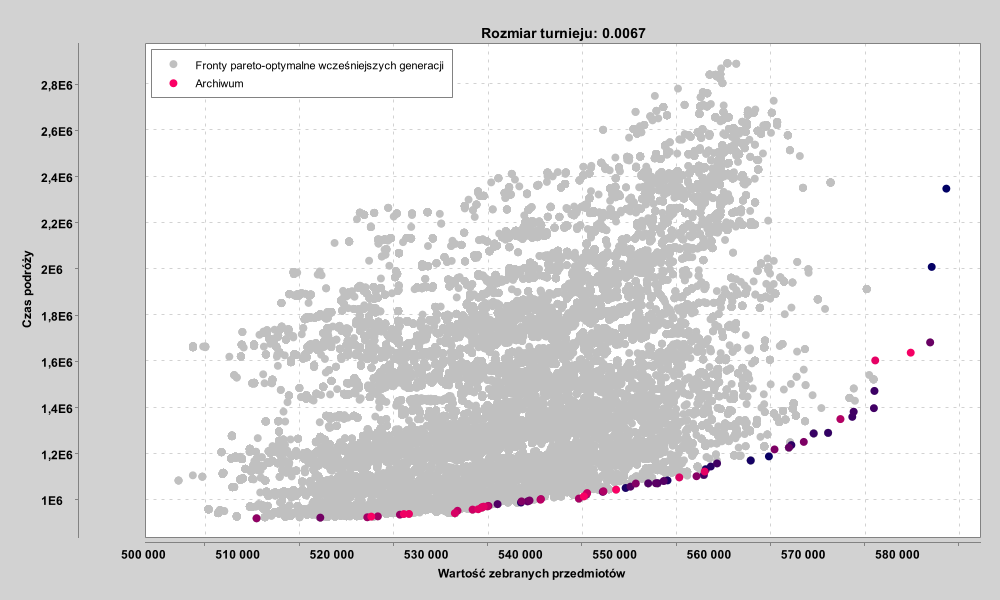 Rozmiar turnieju: 0.0067
Fronty pareto-optymalne wcześniejszych generacji
Archiwum
2,8E6
2,6E6
2,4E6
2,2E6
2E6
1,8E6
1,6E6
1,4E6
1,2E6
1E6
Czas podróży
500 000 510 000 520 000 530 000 540 000 550 000 560 000 570 000 580 000
Wartość zebranych przedmiotów